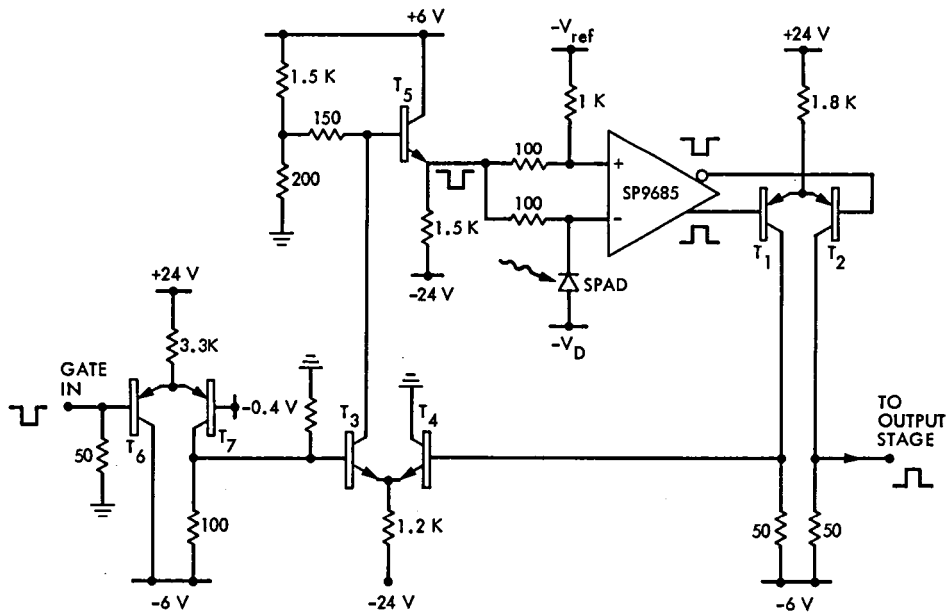 +6 V
-V_ref
+24 V
1.5 K
T5
1 K
1.8 K
150
100
+
SP9685
200
100
-
1.5 K
T1
T2
+24 V
-24 V
SPAD
3.3K
-V_D
GATE
IN
-0.4 V
T3
T4
TO
OUTPUT
STAGE
T6
T7
50
100
1.2 K
50
50
-6 V
-24 V
-6 V